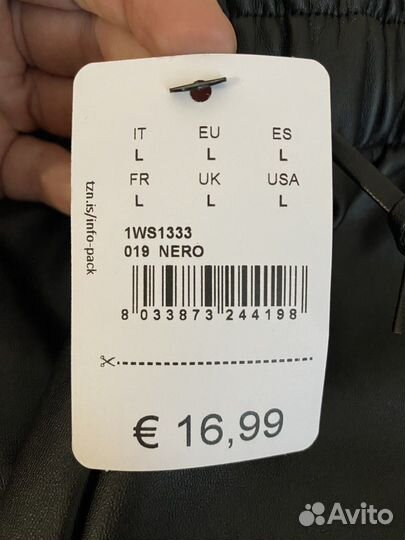 IT EU ES
L L L
FR UK USA
L L L
tzn.is/info-pack
1WS1333
019 NERO
8 033873 244198
€ 16,99
Avito